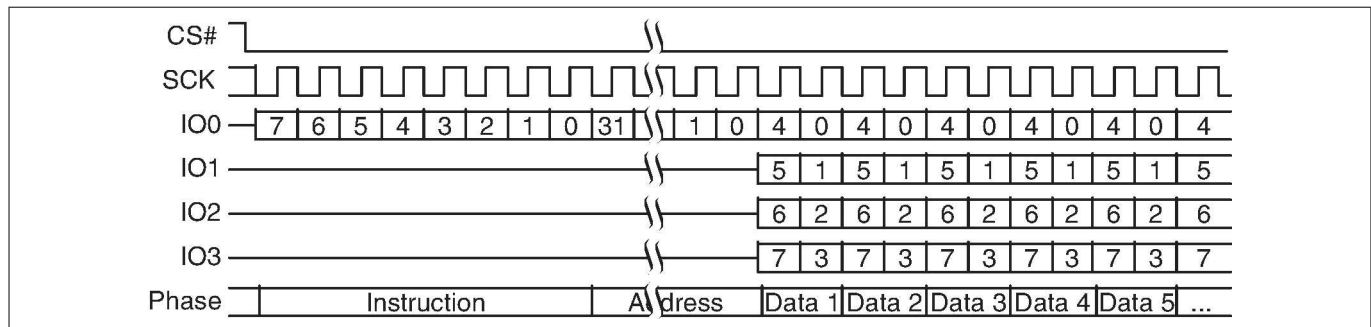 CS#
SCK
IO0 7 6 5 4 3 2 1 0 31 1 0 4 0 4 0 4 0 4 0 4 0 4
IO1 5 1 5 1 5 1 5 1 5 1 5
IO2 6 2 6 2 6 2 6 2 6 2 6
IO3 7 3 7 3 7 3 7 3 7 3 7
Phase Instruction Address Data 1 Data 2 Data 3 Data 4 Data 5 ...